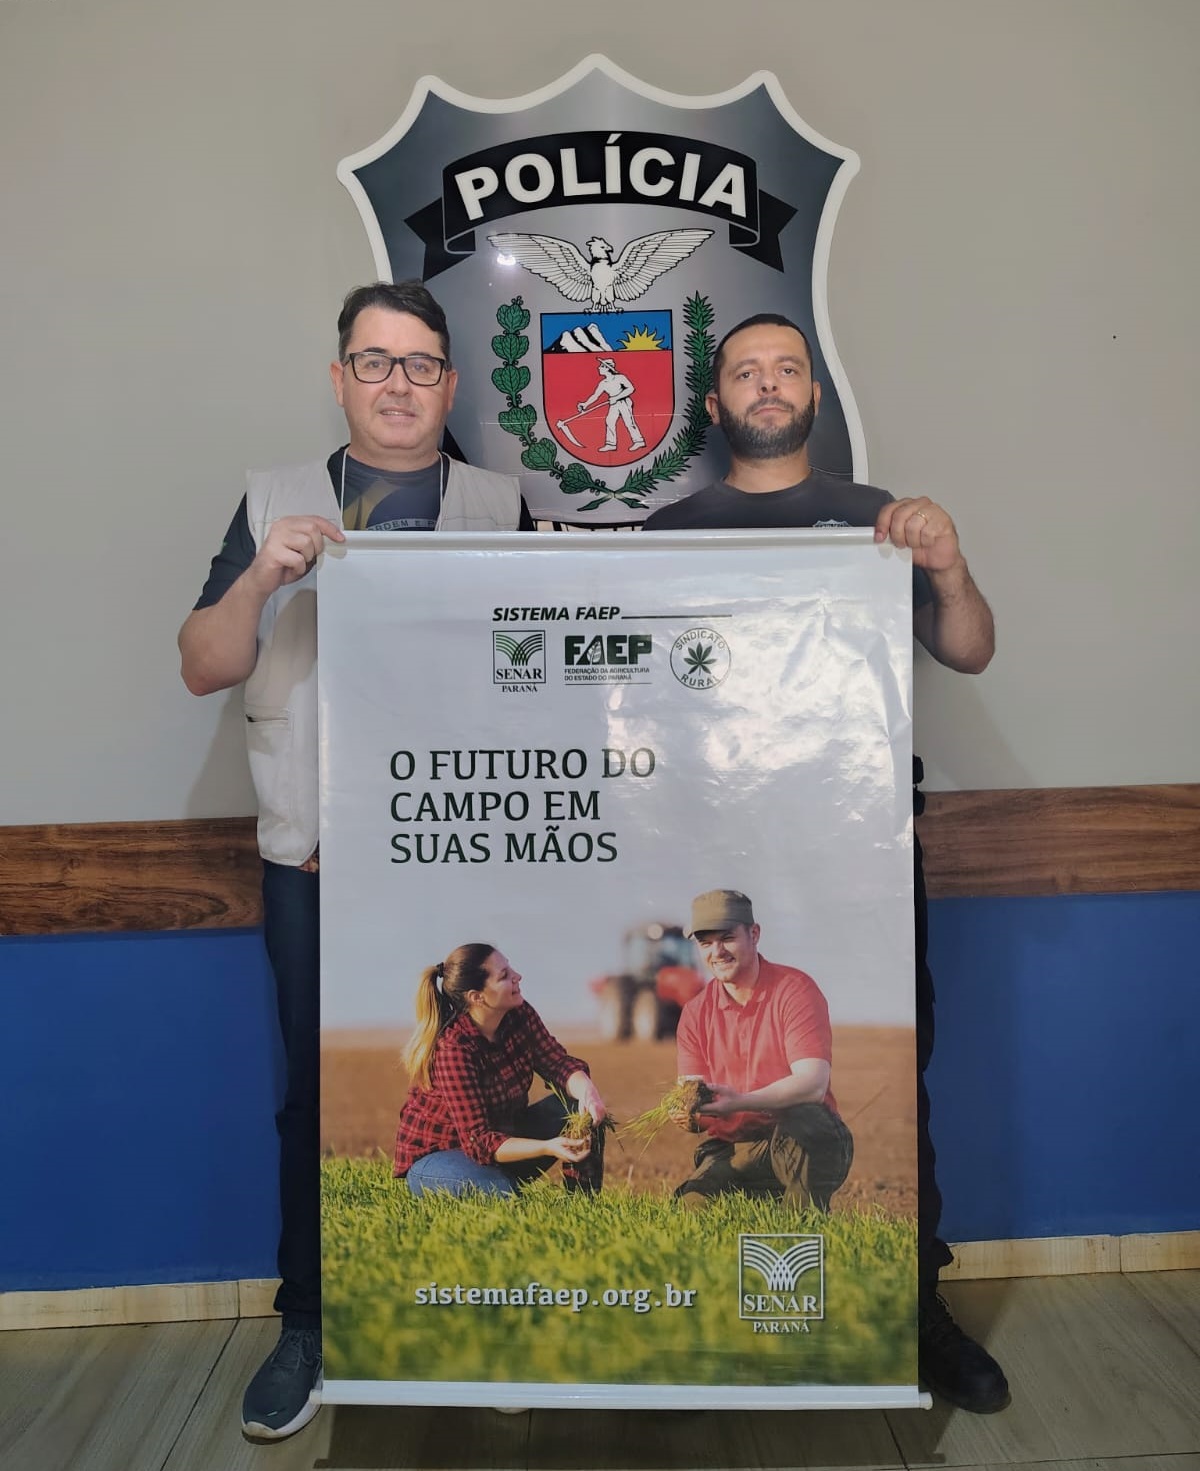 POLÍCIA
ORDEM E P
SISTEMA FAEP
SENAR
PARANÁ
FAEP
FEDERAÇÃO DA AGRICULTURA
DO ESTADO DO PARANÁ
SINDICATO
RURAL
O FUTURO DO
CAMPO EM
SUAS MÃOS
sistemafaep.org.br
SENAR
PARANÁ